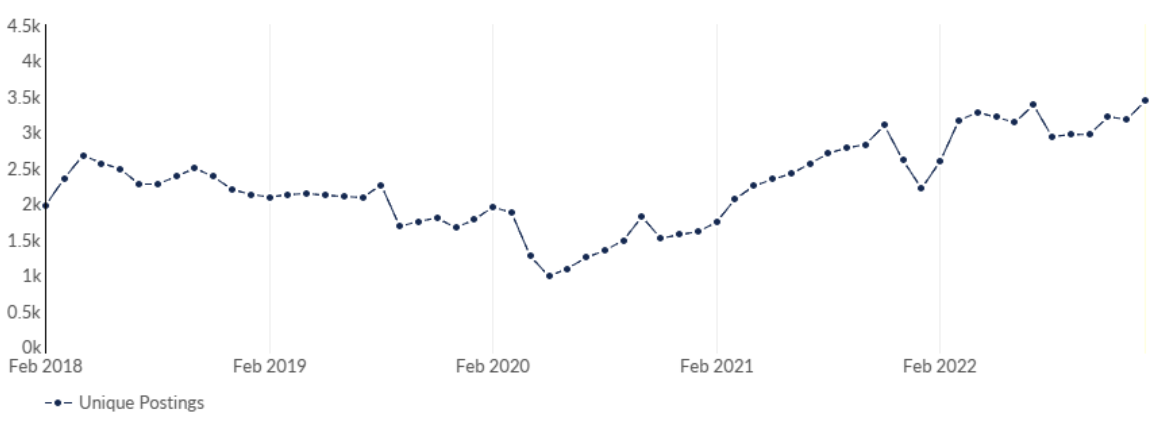 4.5k
4k
3.5k
3k
2.5k
2k
1.5k
1k
0.5k
0k
Feb 2018 Feb 2019 Feb 2020 Feb 2021 Feb 2022
Unique Postings